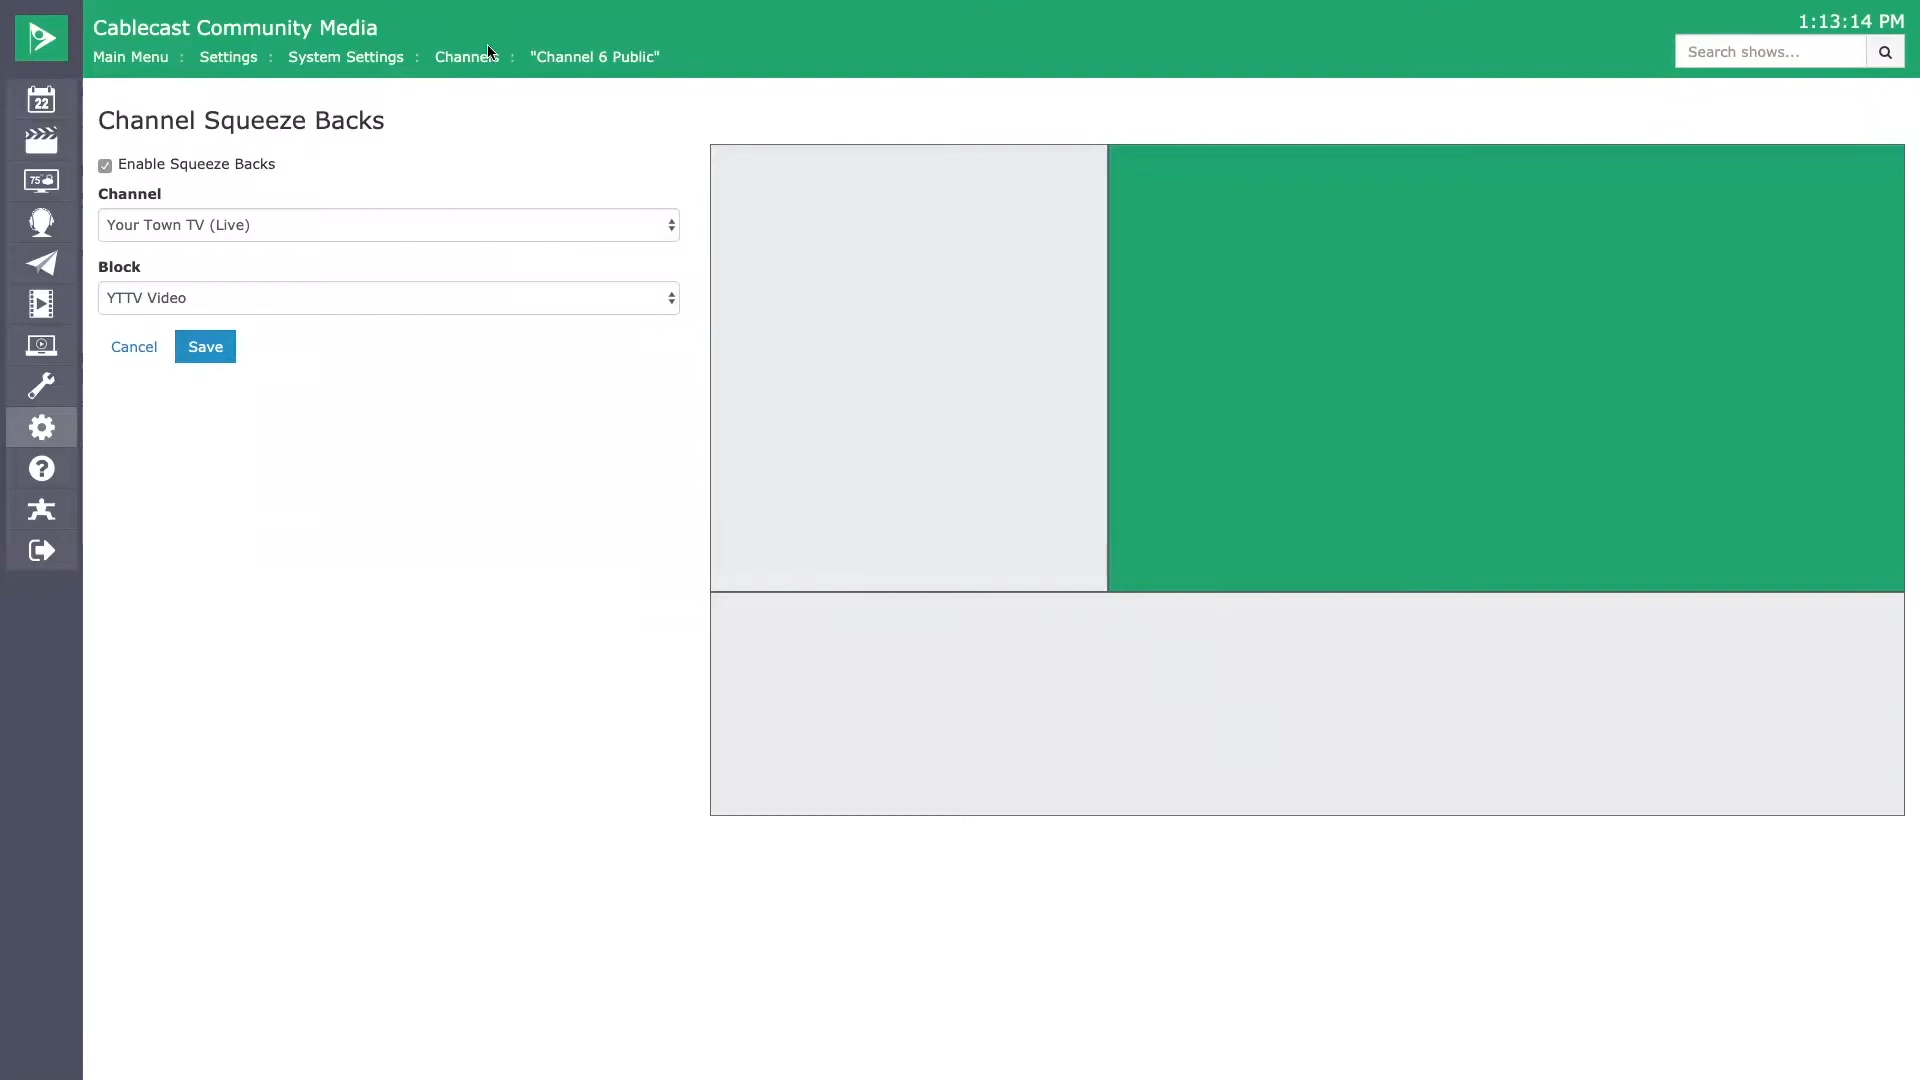 Cablecast Community Media
1:13:14 PM
Main Menu : Settings : System Settings : Channels : "Channel 6 Public"
Search shows...
22
75°
Channel Squeeze Backs
Enable Squeeze Backs
Channel
Your Town TV (Live)
Block
YTTV Video
Cancel Save
?